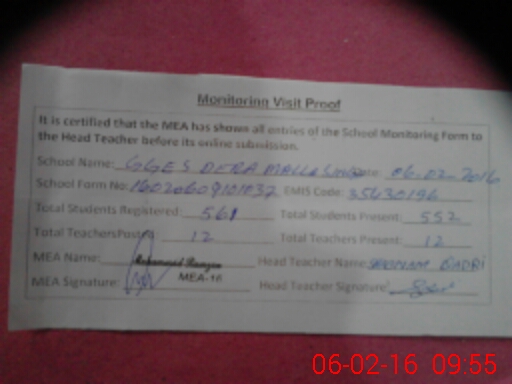 Monitoring Visit Proof
It is certified that the MEA has shown all entries of the School Monitoring Form to
the Head Teacher before its online submission.
School Name: GGES DERA MALLA SINGH Date: 06-02-2016
School Form No: EMIS Code: 35630196
Total Students Registered: 561 Total Students Present: 552
Total Teachers Posted: 12 Total Teachers Present: 12
MEA Name: Head Teacher Name:
MEA-16
MEA Signature: Head Teacher Signature:
06-02-16 09:55